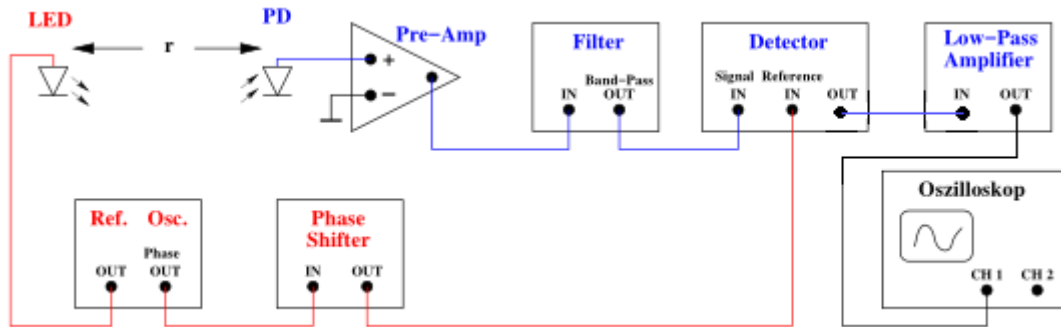 LED
r
PD
Pre-Amp
+
-
Filter
Band-Pass
IN OUT
Detector
Signal Reference
IN IN OUT
Low-Pass
Amplifier
IN OUT
Ref. Osc.
Phase
OUT OUT
Phase
Shifter
IN OUT
Oszilloskop
CH 1 CH 2